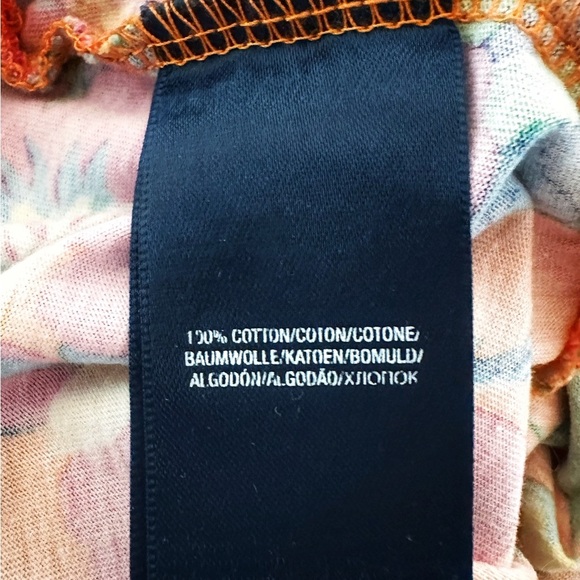 100% COTTON/COTON/COTONE/
BAUMWOLLE/KATOEN/BOMULD/
ALGODÓN/ALGODÃO/ХЛОПОК